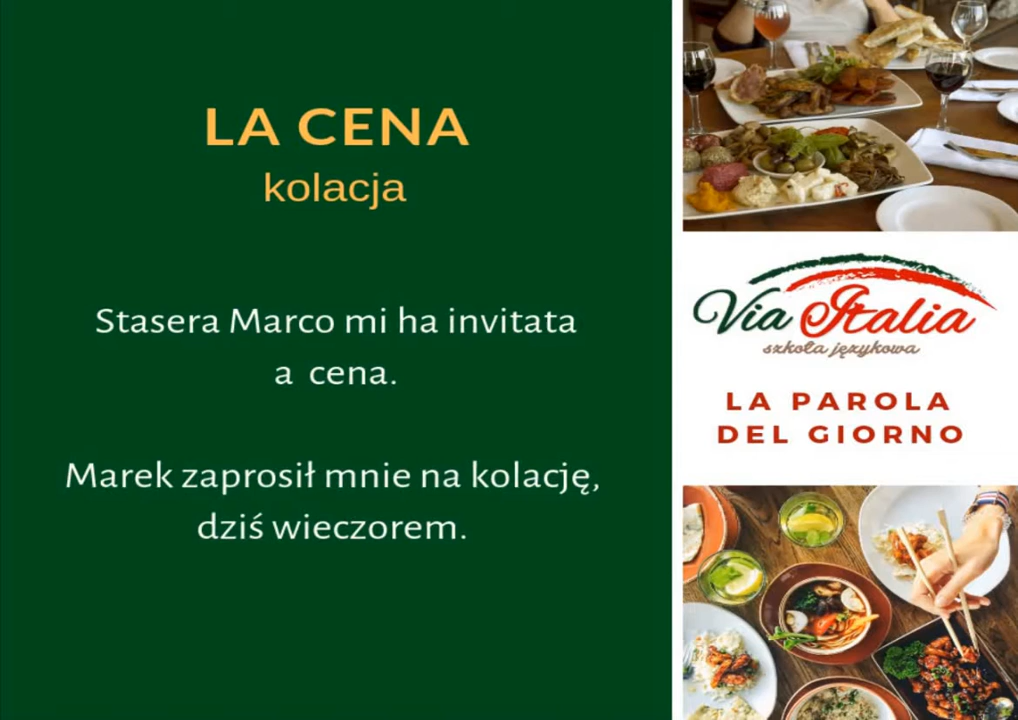 LA CENA
kolacja
Stasera Marco mi ha invitata
a cena.
Marek zaprosił mnie na kolację,
dziś wieczorem.
Via Italia
szkoła językowa
LA PAROLA
DEL GIORNO